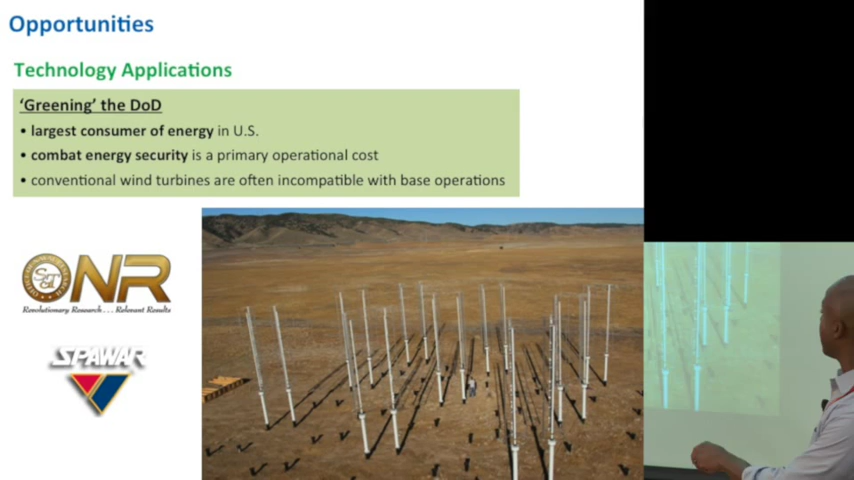 Opportunities
Technology Applications
‘Greening’ the DoD
• largest consumer of energy in U.S.
• combat energy security is a primary operational cost
• conventional wind turbines are often incompatible with base operations
ONR
Revolutionary Research . . . Relevant Results
SPAWAR